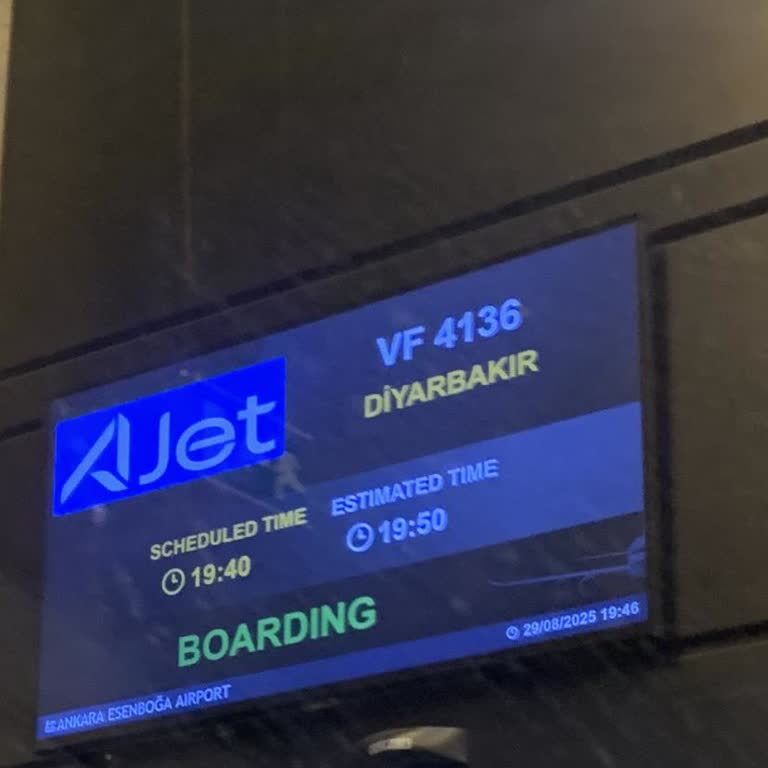 AJet
VF 4136
DİYARBAKIR
SCHEDULED TIME
19:40
ESTIMATED TIME
19:50
BOARDING
29/08/2025 19:46
ANKARA ESENBOĞA AIRPORT